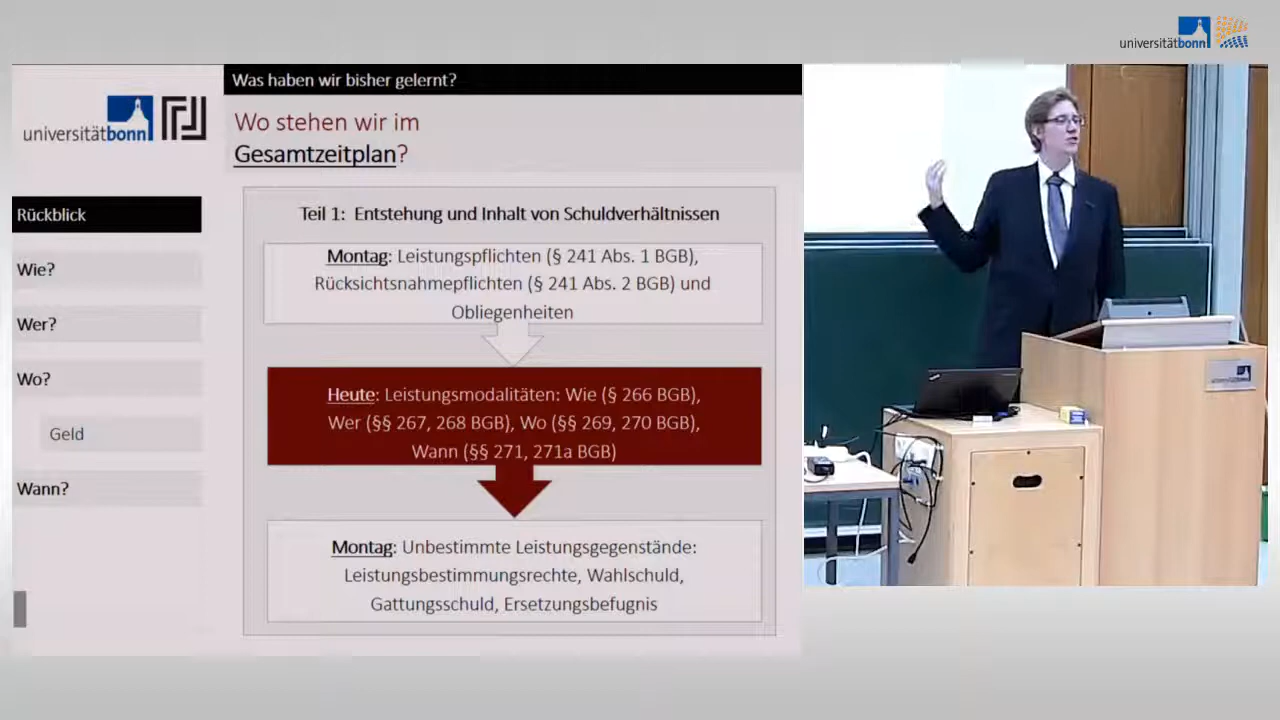 universitätbonn
Was haben wir bisher gelernt?
universitätbonn
Wo stehen wir im
Gesamtzeitplan?
Rückblick
Wie?
Wer?
Wo?
Geld
Wann?
Teil 1: Entstehung und Inhalt von Schuldverhältnissen
Montag: Leistungspflichten (§ 241 Abs. 1 BGB),
Rücksichtsnahmepflichten (§ 241 Abs. 2 BGB) und
Obliegenheiten
Heute: Leistungsmodalitäten: Wie (§ 266 BGB),
Wer (§§ 267, 268 BGB), Wo (§§ 269, 270 BGB),
Wann (§§ 271, 271a BGB)
Montag: Unbestimmte Leistungsgegenstände:
Leistungsbestimmungsrechte, Wahlschuld,
Gattungsschuld, Ersetzungsbefugnis